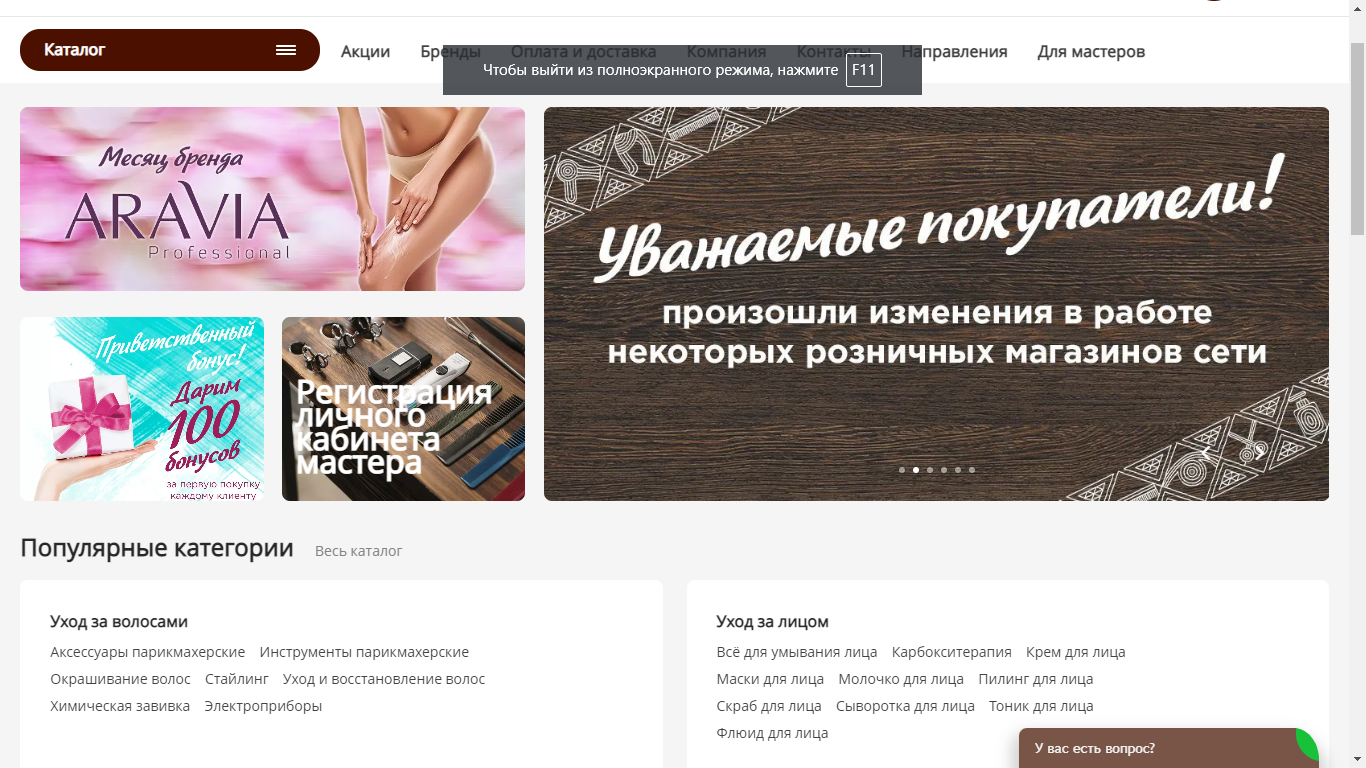 Каталог
Акции Бренды Оплата и доставка Компания Контакты Направления Для мастеров
Чтобы выйти из полноэкранного режима, нажмите F11
Месяц бренда
ARAVIA
Professional
Уважаемые покупатели!
произошли изменения в работе
некоторых розничных магазинов сети
Приветственный
бонус!
Дарим
100
бонусов
за первую покупку
каждому клиенту
Регистрация
личного
кабинета
мастера
Популярные категории Весь каталог
Уход за волосами
Аксессуары парикмахерские Инструменты парикмахерские
Окрашивание волос Стайлинг Уход и восстановление волос
Химическая завивка Электроприборы
Уход за лицом
Всё для умывания лица Карбокситерапия Крем для лица
Маски для лица Молочко для лица Пилинг для лица
Скраб для лица Сыворотка для лица Тоник для лица
Флюид для лица
У вас есть вопрос?